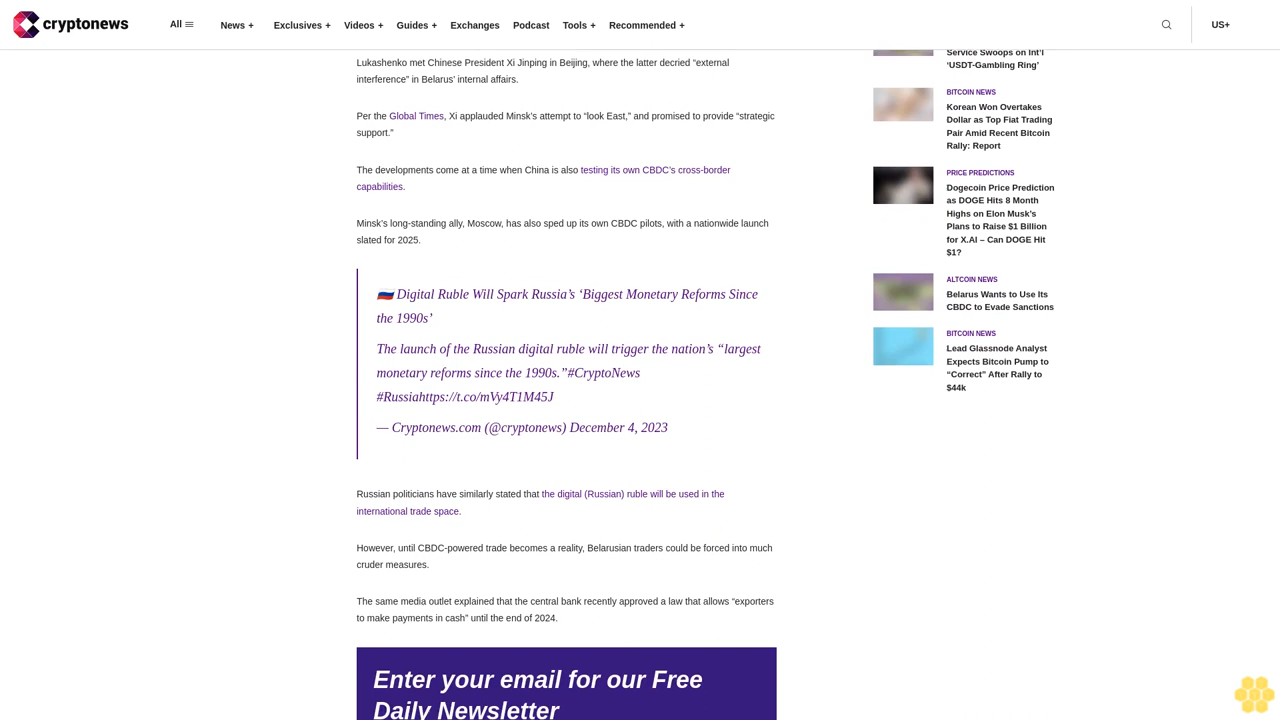 cryptonews
All
News +
Exclusives +
Videos +
Guides +
Exchanges
Podcast
Tools +
Recommended +
US+
Lukashenko met Chinese President Xi Jinping in Beijing, where the latter decried “external
interference” in Belarus’ internal affairs.
Per the Global Times, Xi applauded Minsk’s attempt to “look East,” and promised to provide “strategic
support.”
The developments come at a time when China is also testing its own CBDC’s cross-border
capabilities.
Minsk’s long-standing ally, Moscow, has also sped up its own CBDC pilots, with a nationwide launch
slated for 2025.
🇷🇺 Digital Ruble Will Spark Russia’s ‘Biggest Monetary Reforms Since
the 1990s’
The launch of the Russian digital ruble will trigger the nation’s “largest
monetary reforms since the 1990s.”#CryptoNews
#Russiahttps://t.co/mVy4T1M45J
— Cryptonews.com (@cryptonews) December 4, 2023
Russian politicians have similarly stated that the digital (Russian) ruble will be used in the
international trade space.
However, until CBDC-powered trade becomes a reality, Belarusian traders could be forced into much
cruder measures.
The same media outlet explained that the central bank recently approved a law that allows “exporters
to make payments in cash” until the end of 2024.
Enter your email for our Free
Daily Newsletter
Service Swoops on Int’l
‘USDT-Gambling Ring’
BITCOIN NEWS
Korean Won Overtakes
Dollar as Top Fiat Trading
Pair Amid Recent Bitcoin
Rally: Report
PRICE PREDICTIONS
Dogecoin Price Prediction
as DOGE Hits 8 Month
Highs on Elon Musk’s
Plans to Raise $1 Billion
for X.AI – Can DOGE Hit
$1?
ALTCOIN NEWS
Belarus Wants to Use Its
CBDC to Evade Sanctions
BITCOIN NEWS
Lead Glassnode Analyst
Expects Bitcoin Pump to
“Correct” After Rally to
$44k